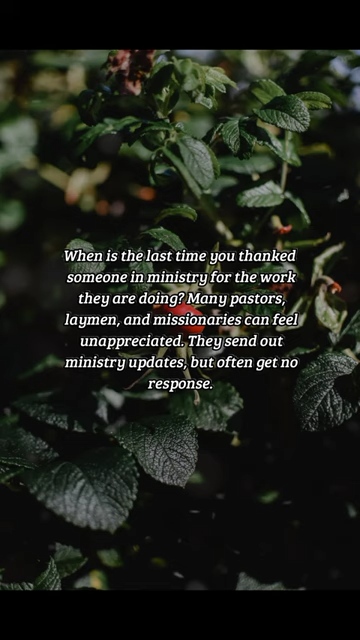 When is the last time you thanked
someone in ministry for the work
they are doing? Many pastors,
laymen, and missionaries can feel
unappreciated. They send out
ministry updates, but often get no
response.